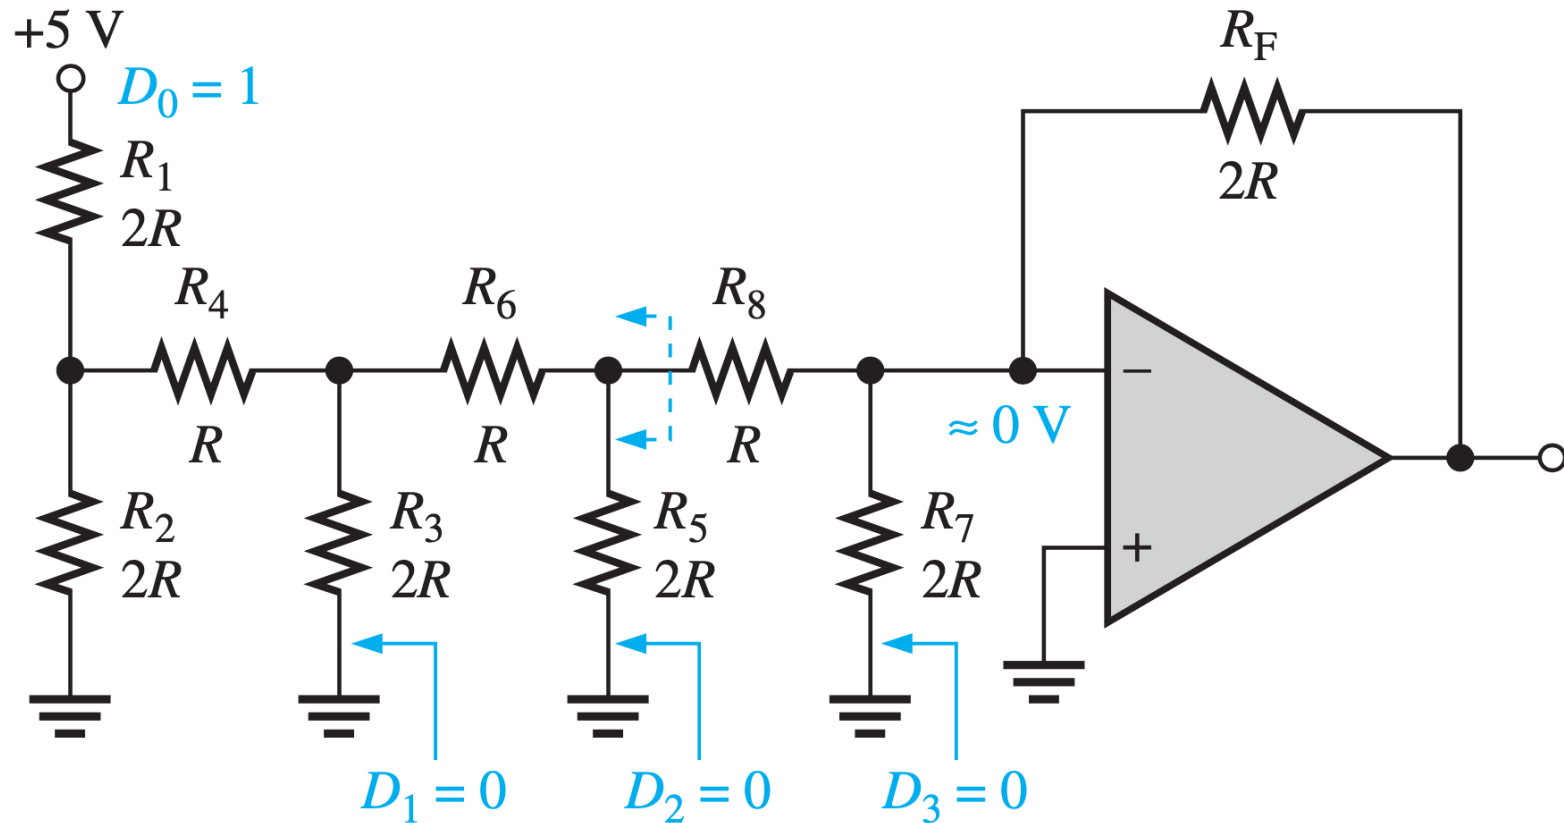 +5 V
D₀ = 1
R_F
2R
R₁
2R
R₄
R
R₆
R
R₈
R
≈ 0 V
−
+
R₂
2R
R₃
2R
R₅
2R
R₇
2R
D₁ = 0
D₂ = 0
D₃ = 0